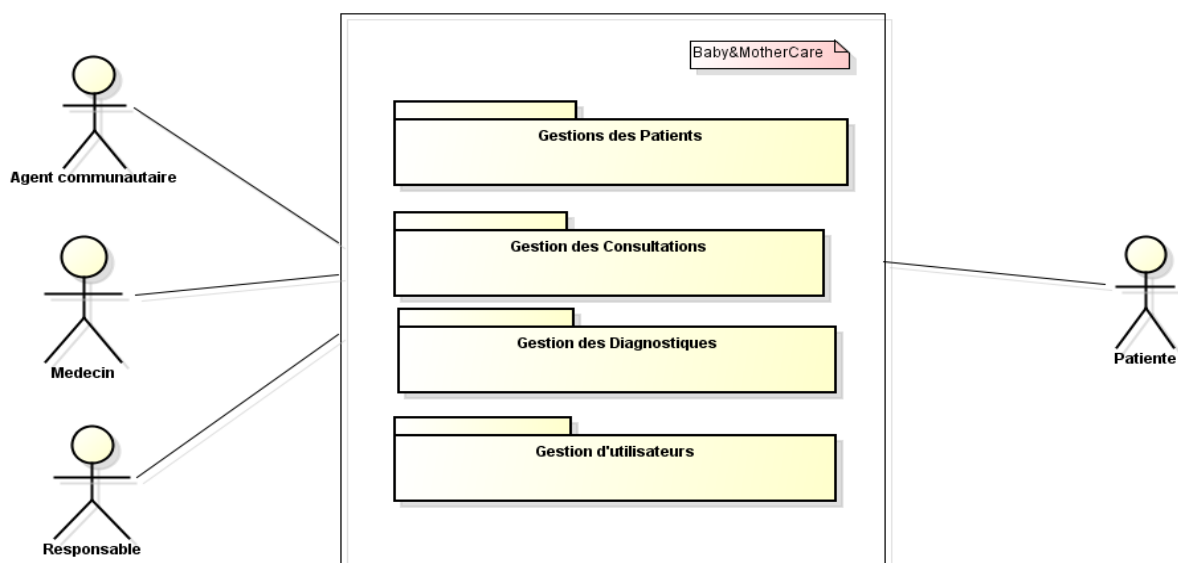 Baby&MotherCare
Gestions des Patients
Agent communautaire
Gestion des Consultations
Gestion des Diagnostiques
Medecin
Patiente
Gestion d'utilisateurs
Responsable